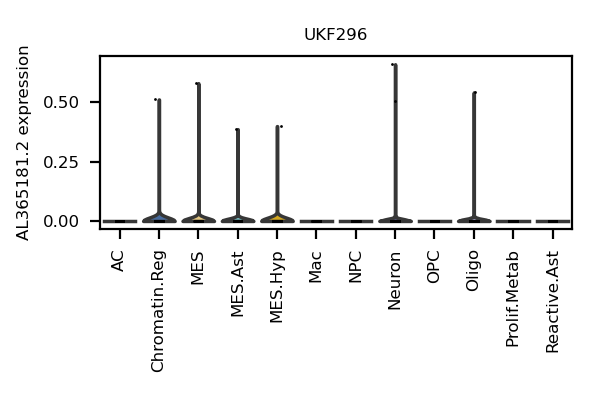 UKF296
AL365181.2 expression
0.50
0.25
0.00
AC
Chromatin.Reg
MES
MES.Ast
MES.Hyp
Mac
NPC
Neuron
OPC
Oligo
Prolif.Metab
Reactive.Ast